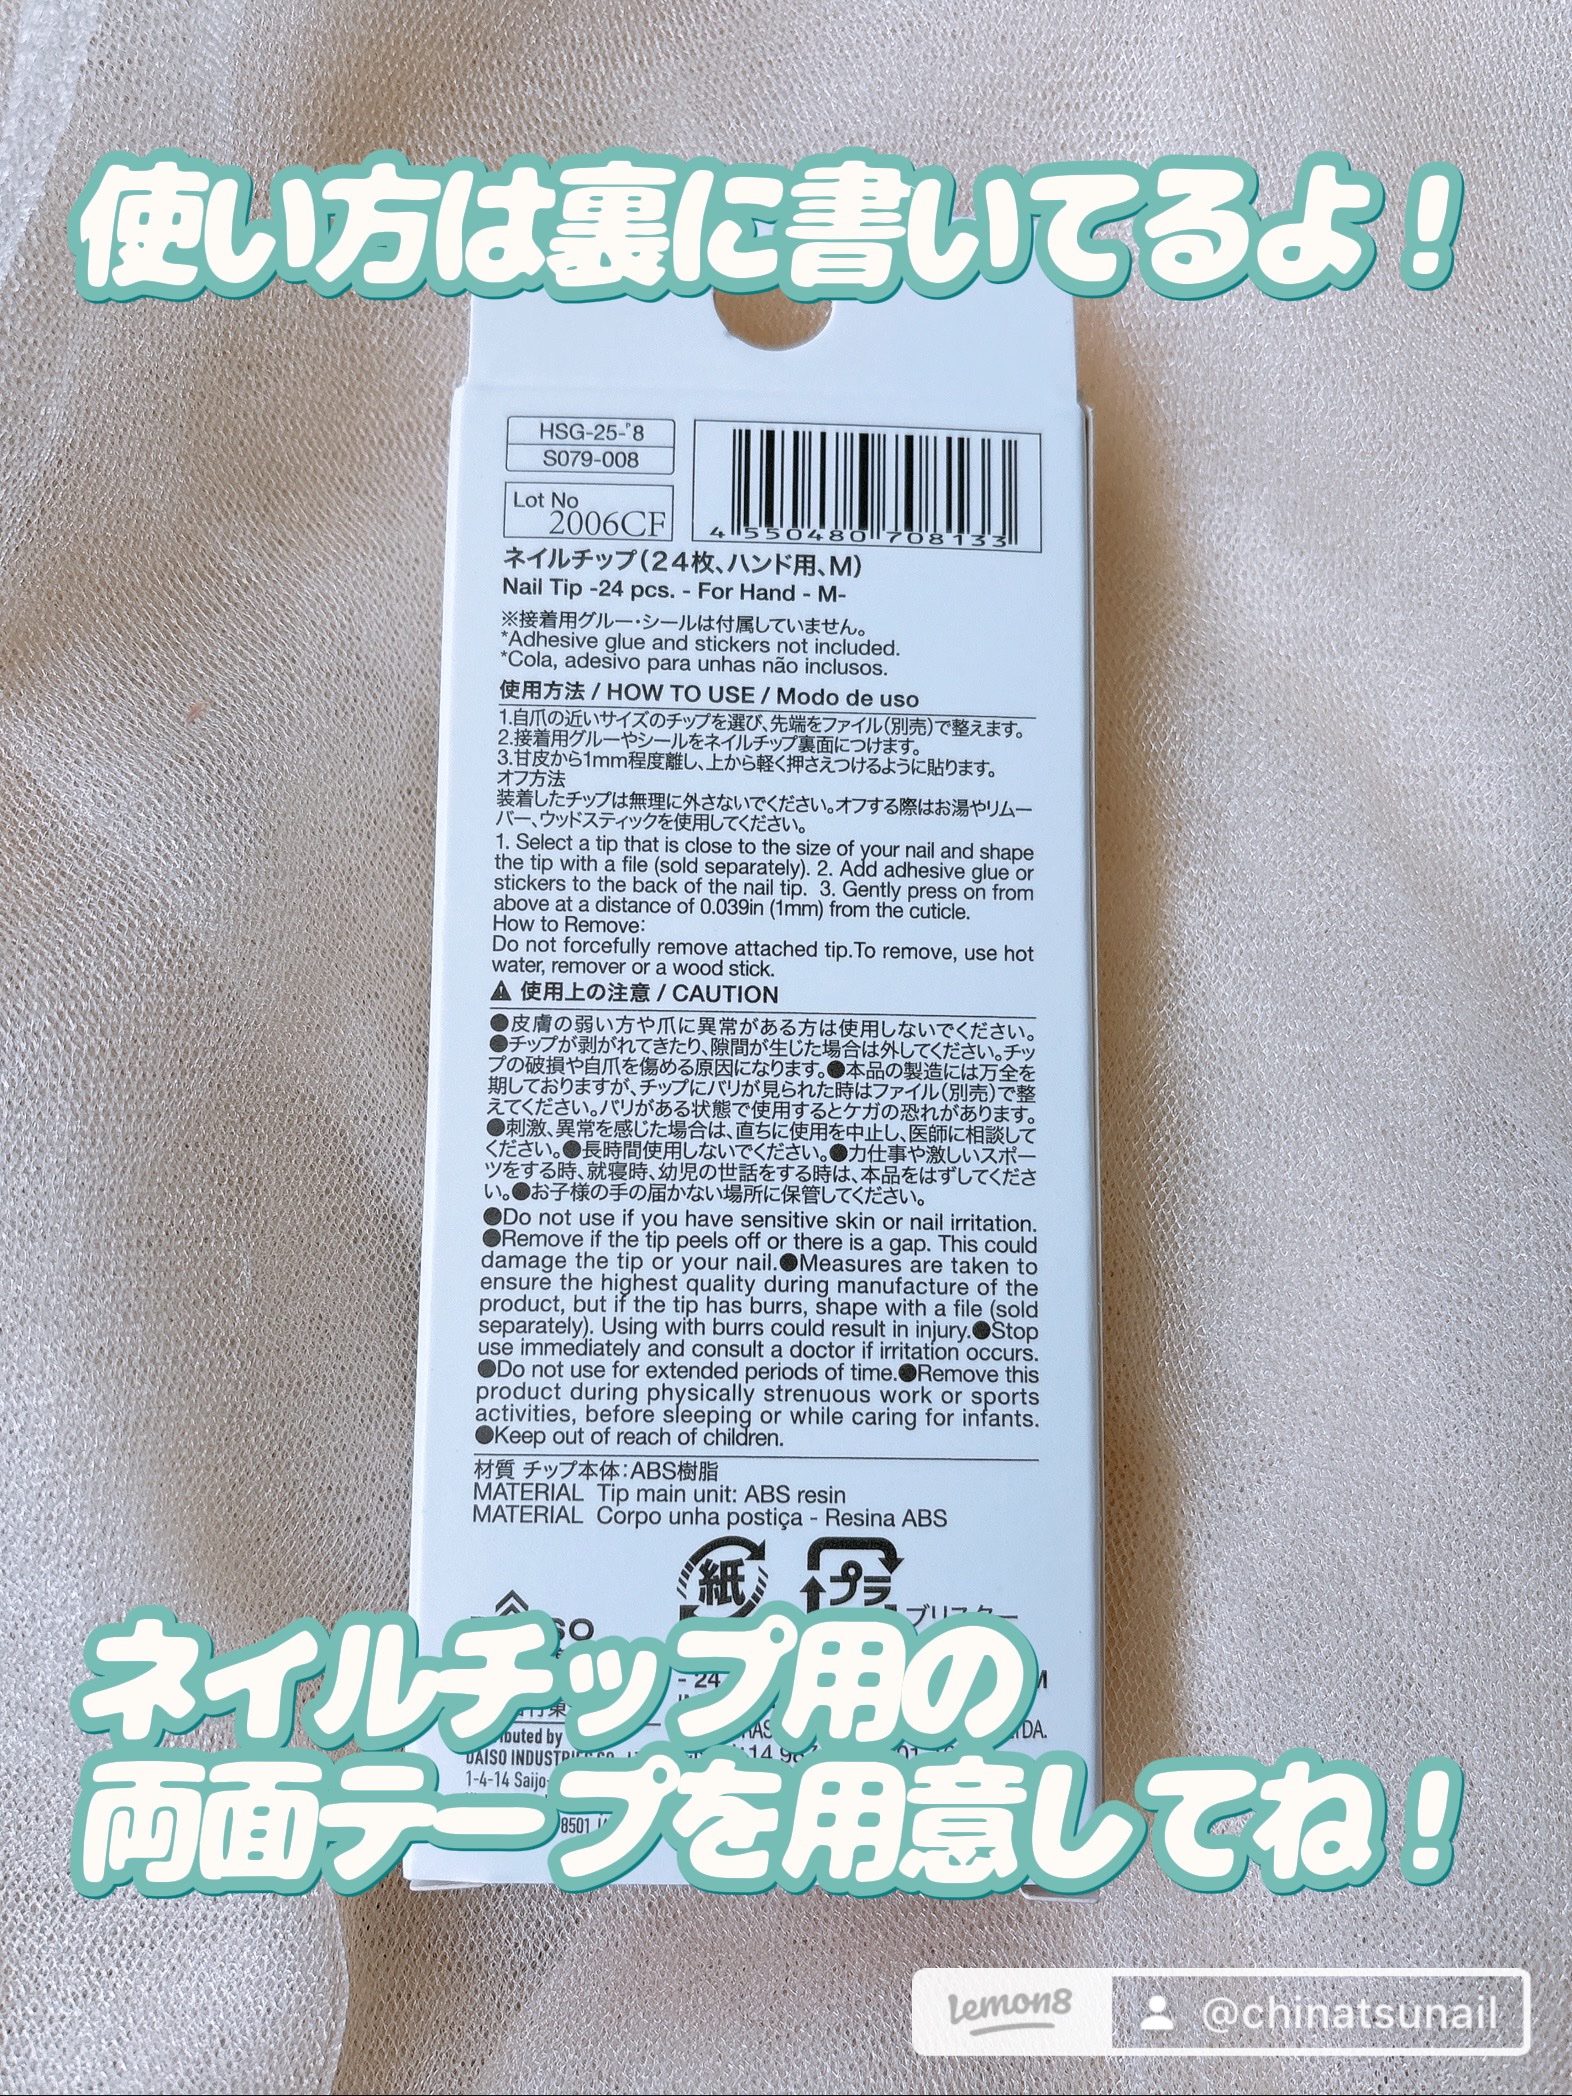 使い方は裏に書いてるよ！
HSG-25-P8
S079-008
Lot No
2006CF
4 550480 708133
ネイルチップ(24枚、ハンド用、M)
Nail Tip -24 pcs. - For Hand - M-
※接着用グルー・シールは付属していません。
*Adhesive glue and stickers not included.
*Cola, adesivo para unhas não inclusos.
使用方法 / HOW TO USE / Modo de uso
1.自爪の近いサイズのチップを選び、先端をファイル(別売)で整えます。
2.接着用グルーやシールをネイルチップ裏面につけます。
3.甘皮から1mm程度離し、上から軽く押さえつけるように貼ります。
オフ方法
装着したチップは無理に外さないでください。オフする際はお湯やリムー
バー、ウッドスティックを使用してください。
1. Select a tip that is close to the size of your nail and shape
the tip with a file (sold separately). 2. Add adhesive glue or
stickers to the back of the nail tip. 3. Gently press on from
above at a distance of 0.039in (1mm) from the cuticle.
How to Remove:
Do not forcefully remove attached tip.To remove, use hot
water, remover or a wood stick.
使用上の注意 / CAUTION
●皮膚の弱い方や爪に異常がある方は使用しないでください。
●チップが剥がれてきたり、隙間が生じた場合は外してください。チッ
プの破損や自爪を傷める原因になります。●本品の製造には万全を
期しておりますが、チップにバリが見られた時はファイル(別売)で整
えてください。バリがある状態で使用するとケガの恐れがあります。
●刺激、異常を感じた場合は、直ちに使用を中止し、医師に相談して
ください。●長時間使用しないでください。●力仕事や激しいスポー
ツをする時、就寝時、幼児の世話をする時は、本品をはずしてくださ
い。●お子様の手の届かない場所に保管してください。
●Do not use if you have sensitive skin or nail irritation.
●Remove if the tip peels off or there is a gap. This could
damage the tip or your nail.●Measures are taken to
ensure the highest quality during manufacture of the
product, but if the tip has burrs, shape with a file (sold
separately). Using with burrs could result in injury.●Stop
use immediately and consult a doctor if irritation occurs.
●Do not use for extended periods of time.●Remove this
product during physically strenuous work or sports
activities, before sleeping or while caring for infants.
●Keep out of reach of children.
材質 チップ本体：ABS樹脂
MATERIAL Tip main unit: ABS resin
MATERIAL Corpo unha postiça - Resina ABS
紙
プラ
ブリスター
ネイルチップ用の
- 24
DAISO INDUSTRIES CO.
1-4-14 Saijo-
両面テープを用意してね！
8501
lemon8
@chinatsunail